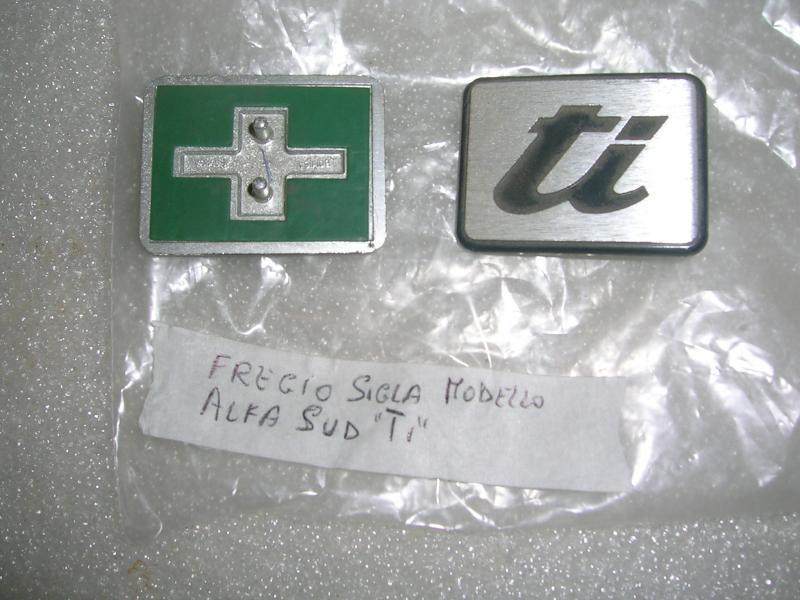 ti
FREGIO SIGLA MODELLO
ALFA SUD "Ti"